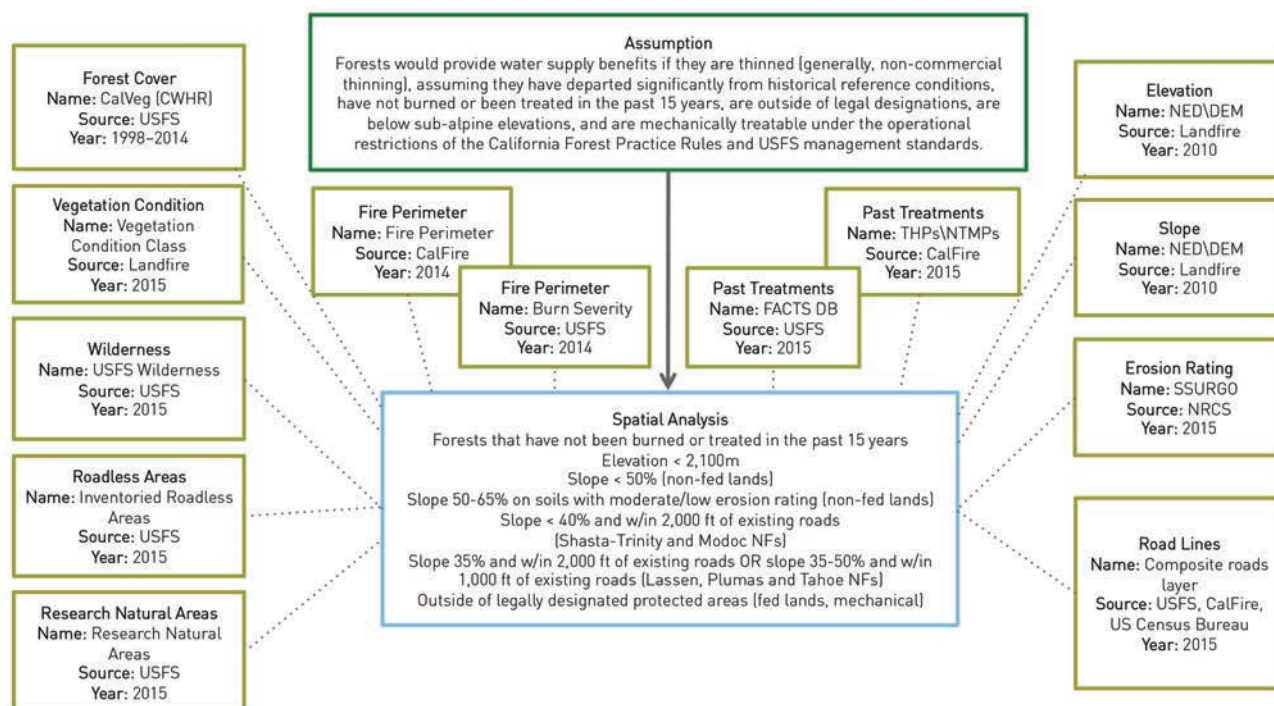 Assumption
Forests would provide water supply benefits if they are thinned (generally, non-commercial
thinning), assuming they have departed significantly from historical reference conditions,
have not burned or been treated in the past 15 years, are outside of legal designations, are
below sub-alpine elevations, and are mechanically treatable under the operational
restrictions of the California Forest Practice Rules and USFS management standards.
Forest Cover
Name: CalVeg (CWHR)
Source: USFS
Year: 1998–2014
Vegetation Condition
Name: Vegetation
Condition Class
Source: Landfire
Year: 2015
Wilderness
Name: USFS Wilderness
Source: USFS
Year: 2015
Roadless Areas
Name: Inventoried Roadless
Areas
Source: USFS
Year: 2015
Research Natural Areas
Name: Research Natural
Areas
Source: USFS
Year: 2015
Fire Perimeter
Name: Fire Perimeter
Source: CalFire
Year: 2014
Fire Perimeter
Name: Burn Severity
Source: USFS
Year: 2014
Past Treatments
Name: FACTS DB
Source: USFS
Year: 2015
Past Treatments
Name: THPs\NTMPs
Source: CalFire
Year: 2015
Elevation
Name: NED\DEM
Source: Landfire
Year: 2010
Slope
Name: NED\DEM
Source: Landfire
Year: 2010
Erosion Rating
Name: SSURGO
Source: NRCS
Year: 2015
Road Lines
Name: Composite roads
layer
Source: USFS, CalFire,
US Census Bureau
Year: 2015
Spatial Analysis
Forests that have not been burned or treated in the past 15 years
Elevation < 2,100m
Slope < 50% (non-fed lands)
Slope 50-65% on soils with moderate/low erosion rating (non-fed lands)
Slope < 40% and w/in 2,000 ft of existing roads
(Shasta-Trinity and Modoc NFs)
Slope 35% and w/in 2,000 ft of existing roads OR slope 35-50% and w/in
1,000 ft of existing roads (Lassen, Plumas and Tahoe NFs)
Outside of legally designated protected areas (fed lands, mechanical)